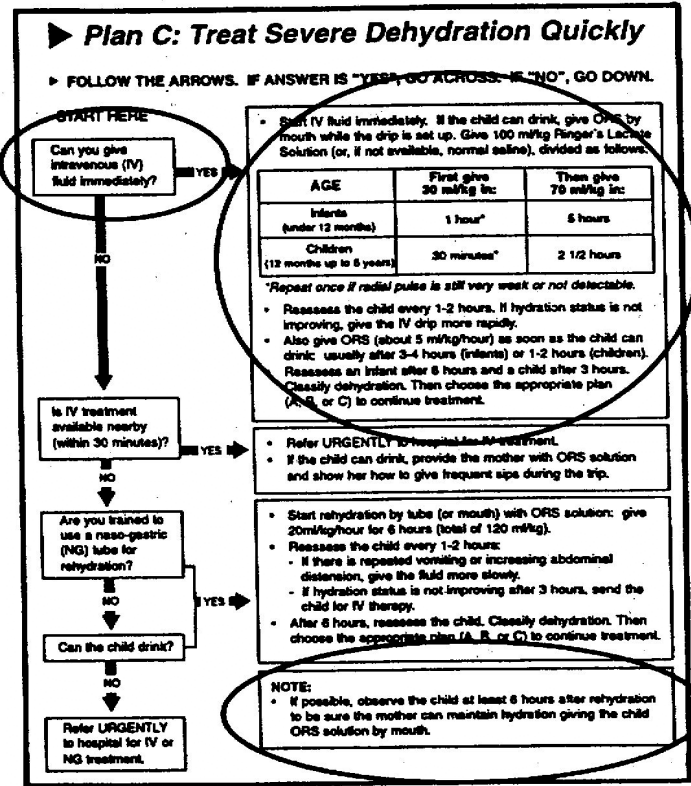 Plan C: Treat Severe Dehydration Quickly
FOLLOW THE ARROWS. IF ANSWER IS "YES", GO ACROSS. IF "NO", GO DOWN.
START HERE
Can you give
intravenous (IV)
fluid immediately?
YES
NO
• Start IV fluid immediately. If the child can drink, give ORS by
mouth while the drip is set up. Give 100 ml/kg Ringer's Lactate
Solution (or, if not available, normal saline), divided as follows:
AGE
First give
30 ml/kg in:
Then give
70 ml/kg in:
Infants
(under 12 months)
1 hour*
5 hours
Children
(12 months up to 5 years)
30 minutes*
2 1/2 hours
*Repeat once if radial pulse is still very weak or not detectable.
• Reassess the child every 1-2 hours. If hydration status is not
improving, give the IV drip more rapidly.
• Also give ORS (about 5 ml/kg/hour) as soon as the child can
drink: usually after 3-4 hours (infants) or 1-2 hours (children).
Reassess an infant after 6 hours and a child after 3 hours.
Classify dehydration. Then choose the appropriate plan
(A, B, or C) to continue treatment.
Is IV treatment
available nearby
(within 30 minutes)?
YES
NO
• Refer URGENTLY to hospital for IV treatment.
• If the child can drink, provide the mother with ORS solution
and show her how to give frequent sips during the trip.
Are you trained to
use a naso-gastric
(NG) tube for
rehydration?
NO
YES
Can the child drink?
NO
• Start rehydration by tube (or mouth) with ORS solution: give
20ml/kg/hour for 6 hours (total of 120 ml/kg).
• Reassess the child every 1-2 hours:
- If there is repeated vomiting or increasing abdominal
distension, give the fluid more slowly.
- If hydration status is not improving after 3 hours, send the
child for IV therapy.
• After 6 hours, reassess the child. Classify dehydration. Then
choose the appropriate plan (A, B, or C) to continue treatment.
Refer URGENTLY
to hospital for IV or
NG treatment.
NOTE:
• If possible, observe the child at least 6 hours after rehydration
to be sure the mother can maintain hydration giving the child
ORS solution by mouth.